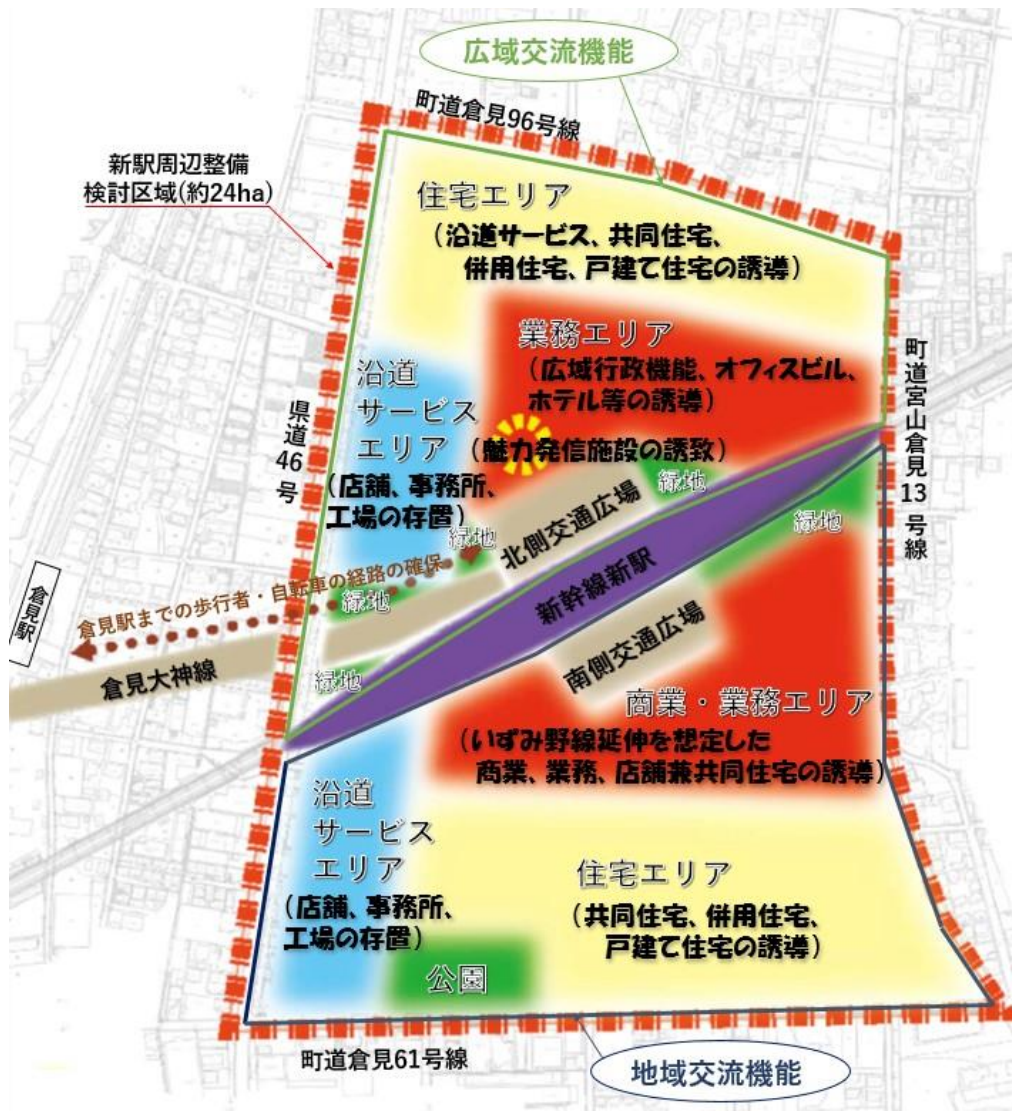 広域交流機能
町道倉見96号線
新駅周辺整備
検討区域(約24ha)
住宅エリア
(沿道サービス、共同住宅、
併用住宅、戸建て住宅の誘導)
業務エリア
(広域行政機能、オフィスビル、
ホテル等の誘導)
(魅力発信施設の誘致)
沿道
サービス
エリア
(店舗、事務所、
工場の存置)
県道46号
町道宮山倉見13号線
緑地
緑地
緑地
緑地
緑地
北側交通広場
新幹線新駅
南側交通広場
倉見駅までの歩行者・自転車の経路の確保
倉見駅
倉見大神線
商業・業務エリア
(いずみ野線延伸を想定した
商業、業務、店舗兼共同住宅の誘導)
沿道
サービス
エリア
(店舗、事務所、
工場の存置)
住宅エリア
(共同住宅、併用住宅、
戸建て住宅の誘導)
公園
町道倉見61号線
地域交流機能